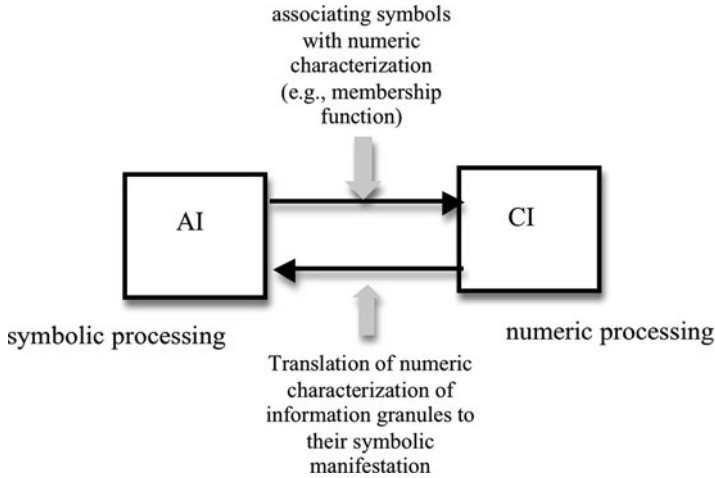 associating symbols
with numeric
characterization
(e.g., membership
function)
AI
CI
symbolic processing
numeric processing
Translation of numeric
characterization of
information granules to
their symbolic
manifestation